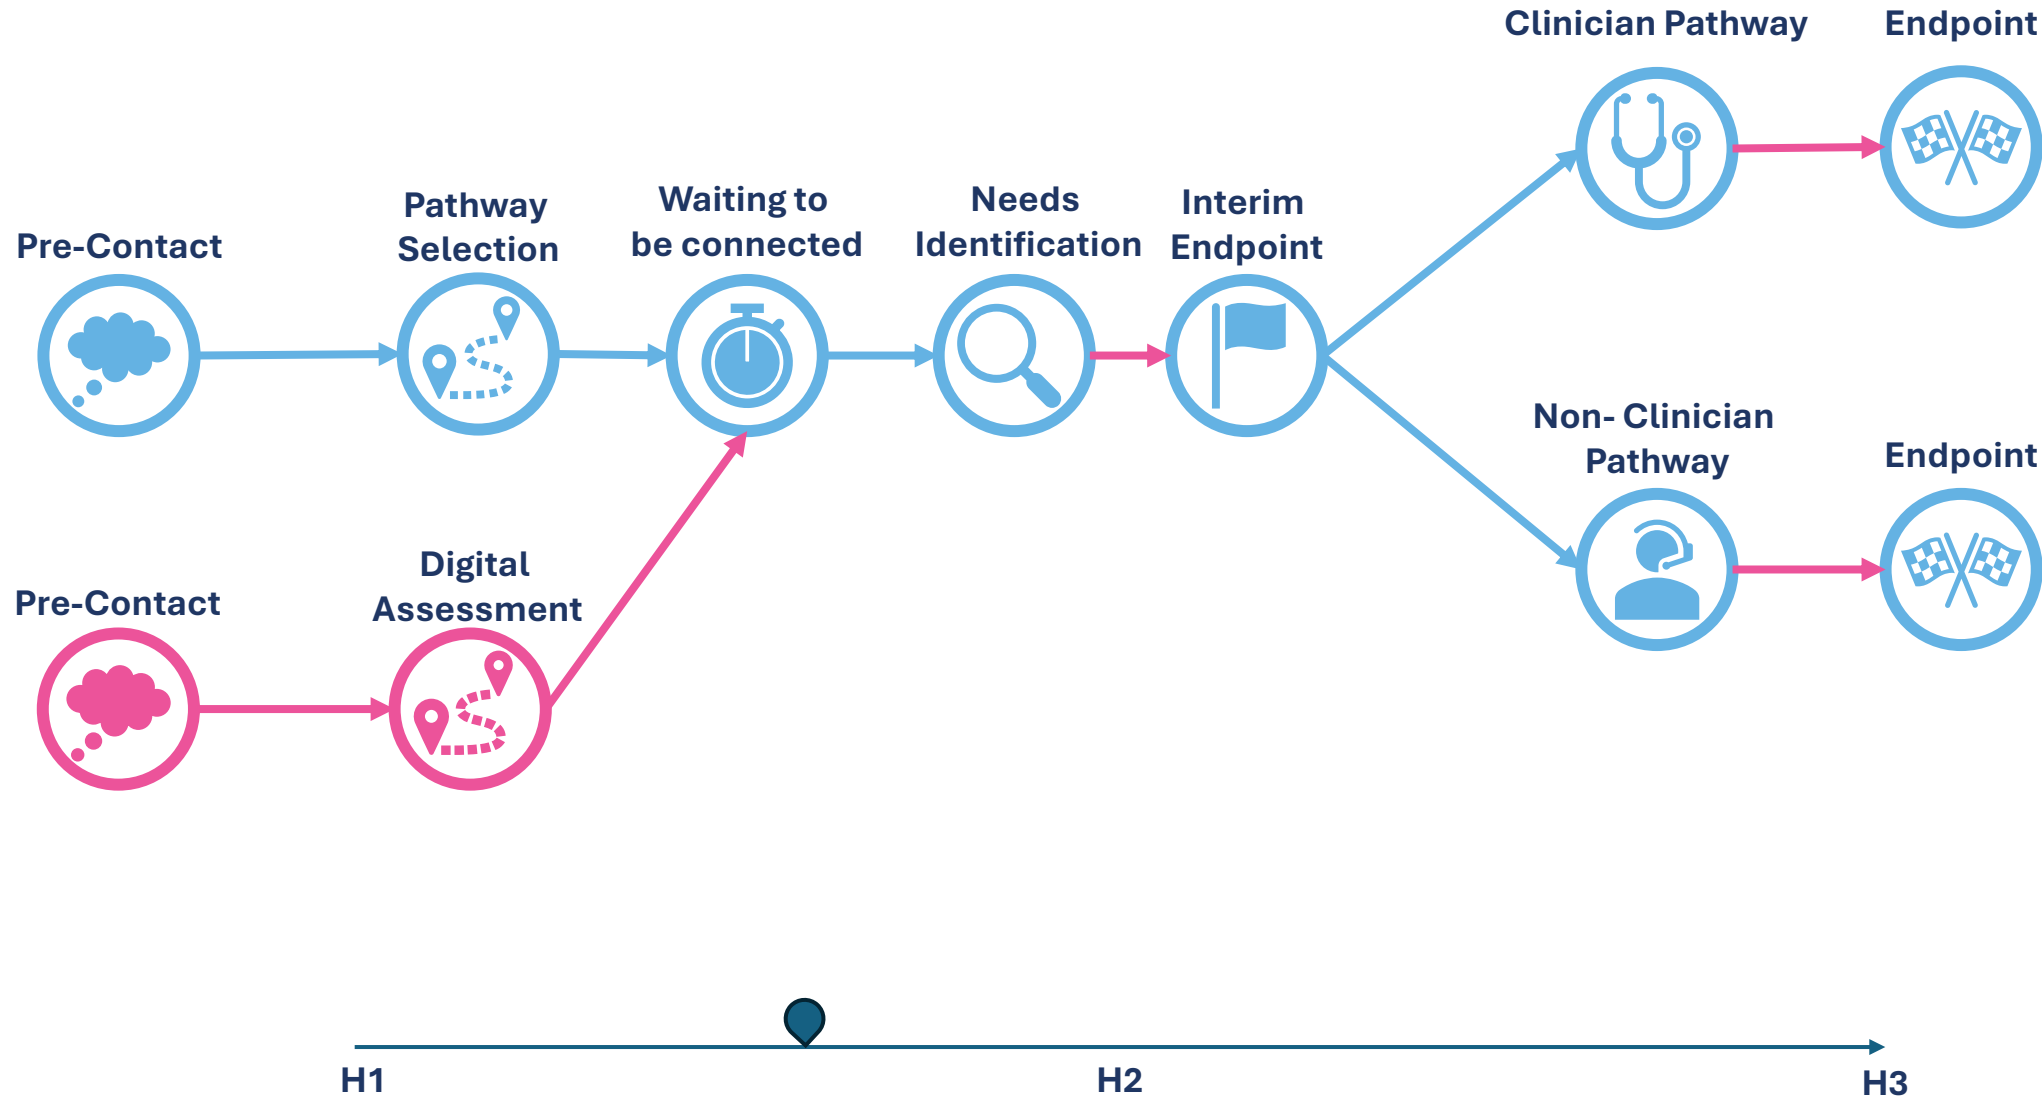 Clinician Pathway
Endpoint
Pathway
Selection
Waiting to
be connected
Needs
Identification
Interim
Endpoint
Pre-Contact
Non- Clinician
Pathway
Endpoint
Digital
Assessment
Pre-Contact
H1
H2
H3